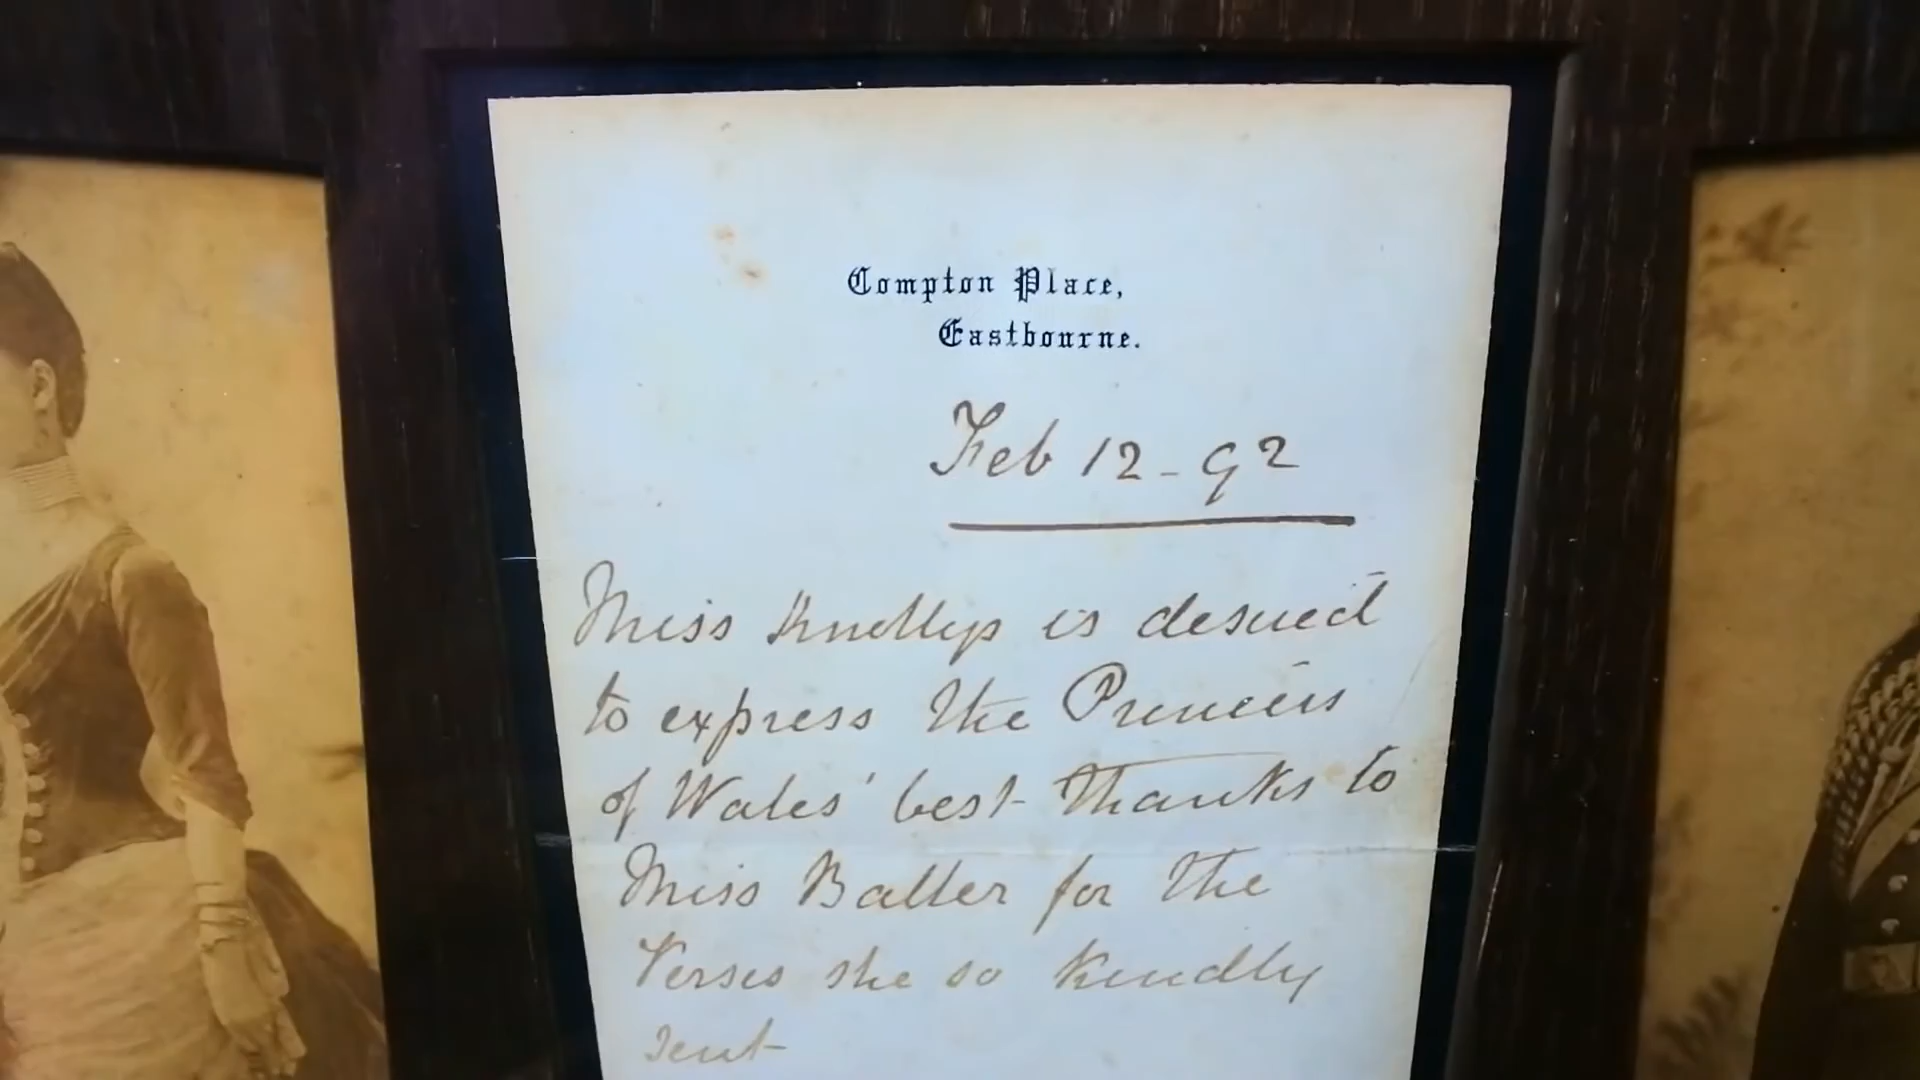 Compton Place,
Eastbourne.
Feb 12-92
Miss Knollys is desired
to express the Princess
of Wales' best thanks to
Miss Balter for the
Verses she so kindly
sent